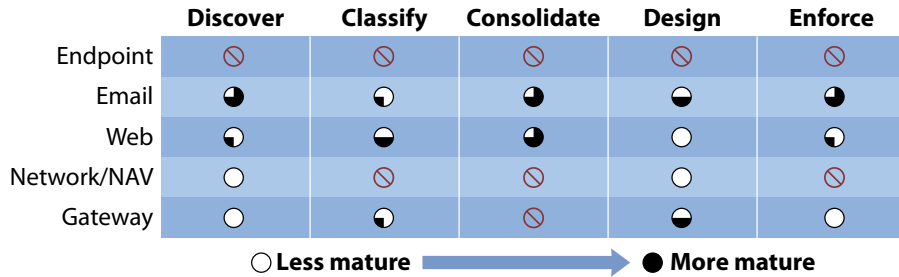 Discover Classify Consolidate Design Enforce
Endpoint
Email
Web
Network/NAV
Gateway
Less mature More mature